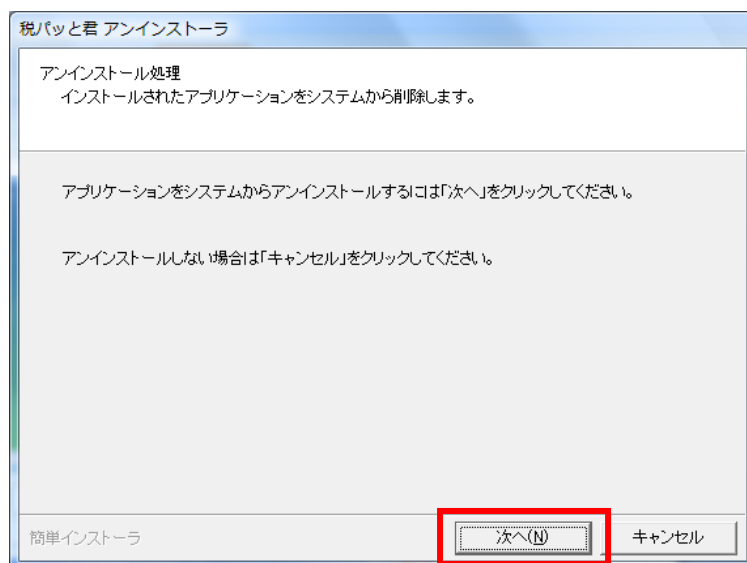 税パッと君 アンインストーラ
アンインストール処理
インストールされたアプリケーションをシステムから削除します。
アプリケーションをシステムからアンインストールするには「次へ」をクリックしてください。
アンインストールしない場合は「キャンセル」をクリックしてください。
簡単インストーラ
次へ(N)
キャンセル